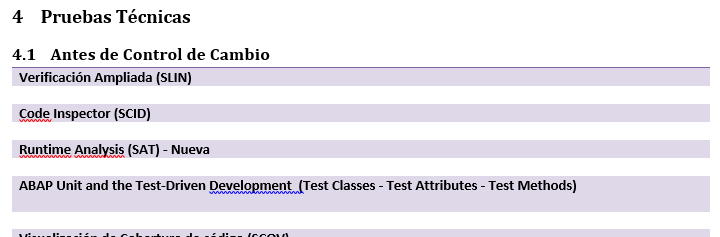 4 Pruebas Técnicas
4.1 Antes de Control de Cambio
Verificación Ampliada (SLIN)
Code Inspector (SCID)
Runtime Analysis (SAT) - Nueva
ABAP Unit and the Test-Driven Development (Test Classes - Test Attributes - Test Methods)
Visualización de Cobertura de código (SCOV)